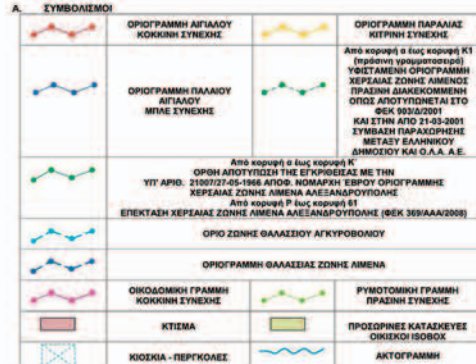 Α. ΣΥΜΒΟΛΙΣΜΟΙ
ΟΡΙΟΓΡΑΜΜΗ ΑΙΓΙΑΛΟΥ
ΚΟΚΚΙΝΗ ΣΥΝΕΧΗΣ
ΟΡΙΟΓΡΑΜΜΗ ΠΑΡΑΛΙΑΣ
ΚΙΤΡΙΝΗ ΣΥΝΕΧΗΣ
ΟΡΙΟΓΡΑΜΜΗ ΠΑΛΑΙΟΥ
ΑΙΓΙΑΛΟΥ
ΜΠΛΕ ΣΥΝΕΧΗΣ
Από κορυφή α έως κορυφή Κ1
(πράσινη γραμματοσειρά)
ΥΦΙΣΤΑΜΕΝΗ ΟΡΙΟΓΡΑΜΜΗ
ΧΕΡΣΑΙΑΣ ΖΩΝΗΣ ΛΙΜΕΝΟΣ
ΠΡΑΣΙΝΗ ΔΙΑΚΕΚΟΜΜΕΝΗ
ΟΠΩΣ ΑΠΟΤΥΠΩΝΕΤΑΙ ΣΤΟ
ΦΕΚ 903/Δ/2001
ΚΑΙ ΣΤΗΝ ΑΠΟ 21-03-2001
ΣΥΜΒΑΣΗ ΠΑΡΑΧΩΡΗΣΗΣ
ΜΕΤΑΞΥ ΕΛΛΗΝΙΚΟΥ
ΔΗΜΟΣΙΟΥ ΚΑΙ Ο.Λ.Α. Α.Ε.
Από κορυφή α έως κορυφή Κ΄
ΟΡΘΗ ΑΠΟΤΥΠΩΣΗ ΤΗΣ ΕΓΚΡΙΘΕΙΣΑΣ ΜΕ ΤΗΝ
ΥΠ' ΑΡΙΘ. 21007/27-05-1966 ΑΠΟΦ. ΝΟΜΑΡΧΗ ΈΒΡΟΥ ΟΡΙΟΓΡΑΜΜΗΣ
ΧΕΡΣΑΙΑΣ ΖΩΝΗΣ ΛΙΜΕΝΑ ΑΛΕΞΑΝΔΡΟΥΠΟΛΗΣ
Από κορυφή Ρ έως κορυφή 61
ΕΠΕΚΤΑΣΗ ΧΕΡΣΑΙΑΣ ΖΩΝΗΣ ΛΙΜΕΝΑ ΑΛΕΞΑΝΔΡΟΥΠΟΛΗΣ (ΦΕΚ 369/ΑΑΑ/2008)
ΟΡΙΟ ΖΩΝΗΣ ΘΑΛΑΣΣΙΟΥ ΑΓΚΥΡΟΒΟΛΙΟΥ
ΟΡΙΟΓΡΑΜΜΗ ΘΑΛΑΣΣΙΑΣ ΖΩΝΗΣ ΛΙΜΕΝΑ
ΟΙΚΟΔΟΜΙΚΗ ΓΡΑΜΜΗ
ΚΟΚΚΙΝΗ ΣΥΝΕΧΗΣ
ΡΥΜΟΤΟΜΙΚΗ ΓΡΑΜΜΗ
ΠΡΑΣΙΝΗ ΣΥΝΕΧΗΣ
ΚΤΙΣΜΑ
ΠΡΟΣΩΡΙΝΕΣ ΚΑΤΑΣΚΕΥΕΣ
ΟΙΚΙΣΚΟΙ ISOBOX
ΚΙΟΣΚΙΑ - ΠΕΡΓΚΟΛΕΣ
ΑΚΤΟΓΡΑΜΜΗ